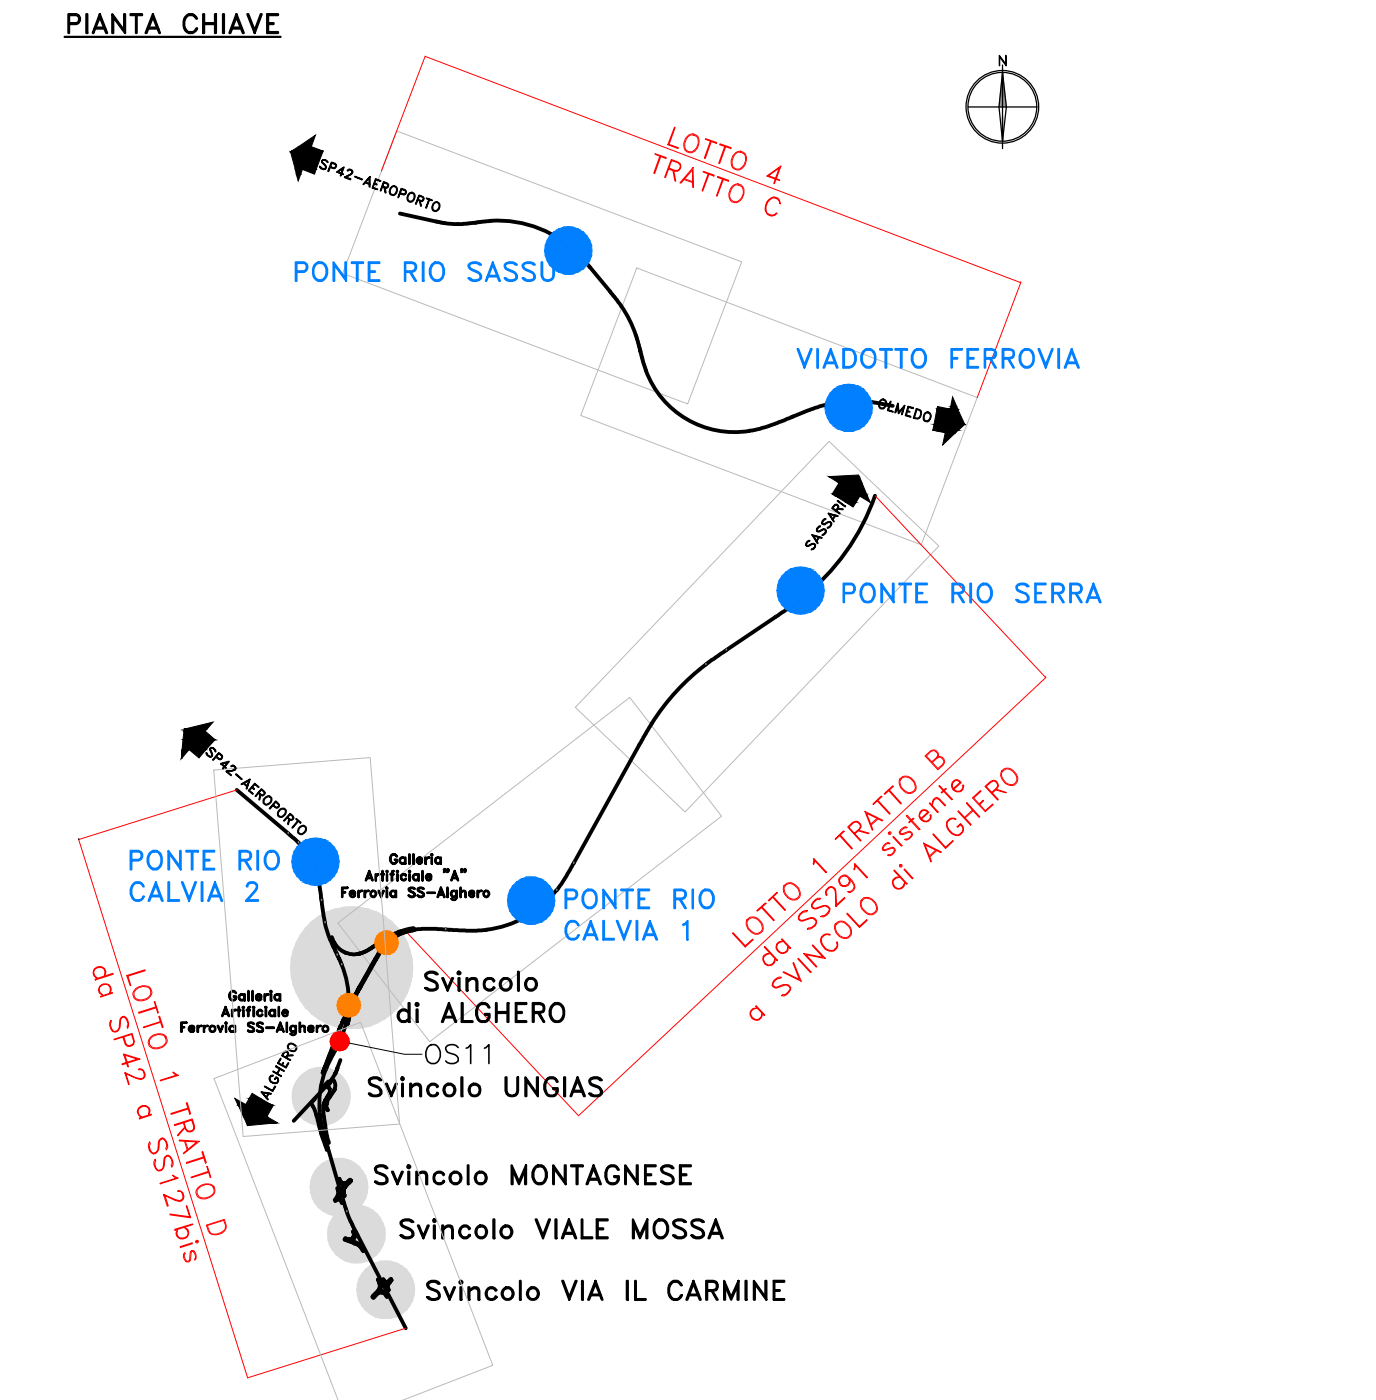 PIANTA CHIAVE
N
LOTTO 4
TRATTO C
SP42-AEROPORTO
PONTE RIO SASSU
VIADOTTO FERROVIA
OLMEDO
SASSARI
PONTE RIO SERRA
SP42-AEROPORTO
LOTTO 1 TRATTO B
da SS291 sistente
a SVINCOLO di ALGHERO
PONTE RIO
CALVIA 2
Galleria
Artificiale "A"
Ferrovia SS-Alghero
PONTE RIO
CALVIA 1
Svincolo
di ALGHERO
Galleria
Artificiale
Ferrovia SS-Alghero
OS11
ALGHERO
Svincolo UNGIAS
LOTTO 1 TRATTO D
da SP42 a SS127bis
Svincolo MONTAGNESE
Svincolo VIALE MOSSA
Svincolo VIA IL CARMINE